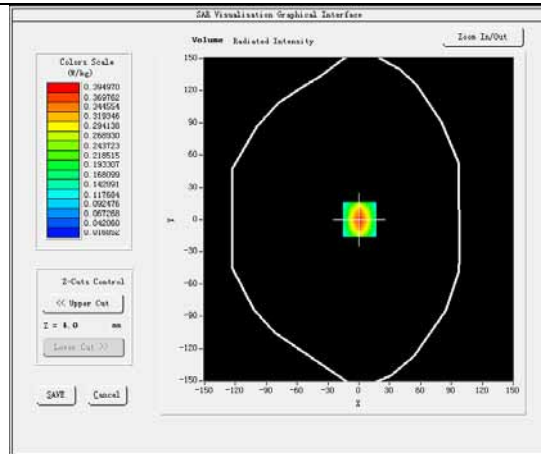 SAR Visualisation Graphical Interface
Volume Radiated Intensity
Zoom In/Out
Colors Scale
(W/kg)
0.394970
0.369762
0.344554
0.319346
0.294138
0.268930
0.243723
0.218515
0.193307
0.168099
0.142891
0.117684
0.092476
0.067268
0.042060
0.016852
150
120
90
60
30
0
-30
-60
-90
-120
-150
Y
-150 -120 -90 -60 -30 0 30 60 90 120 150
X
Z-Cuts Control
<< Upper Cut
Z = 4.0 mm
Lower Cut >>
SAVE Cancel